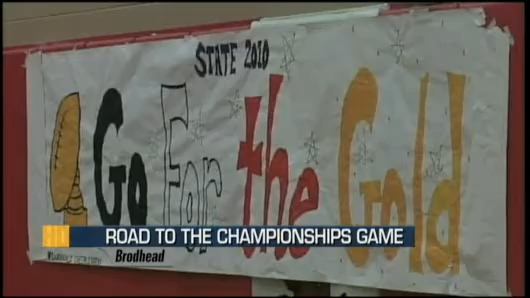 STATE 2010
Go For the Gold
ROAD TO THE CHAMPIONSHIPS GAME
Brodhead